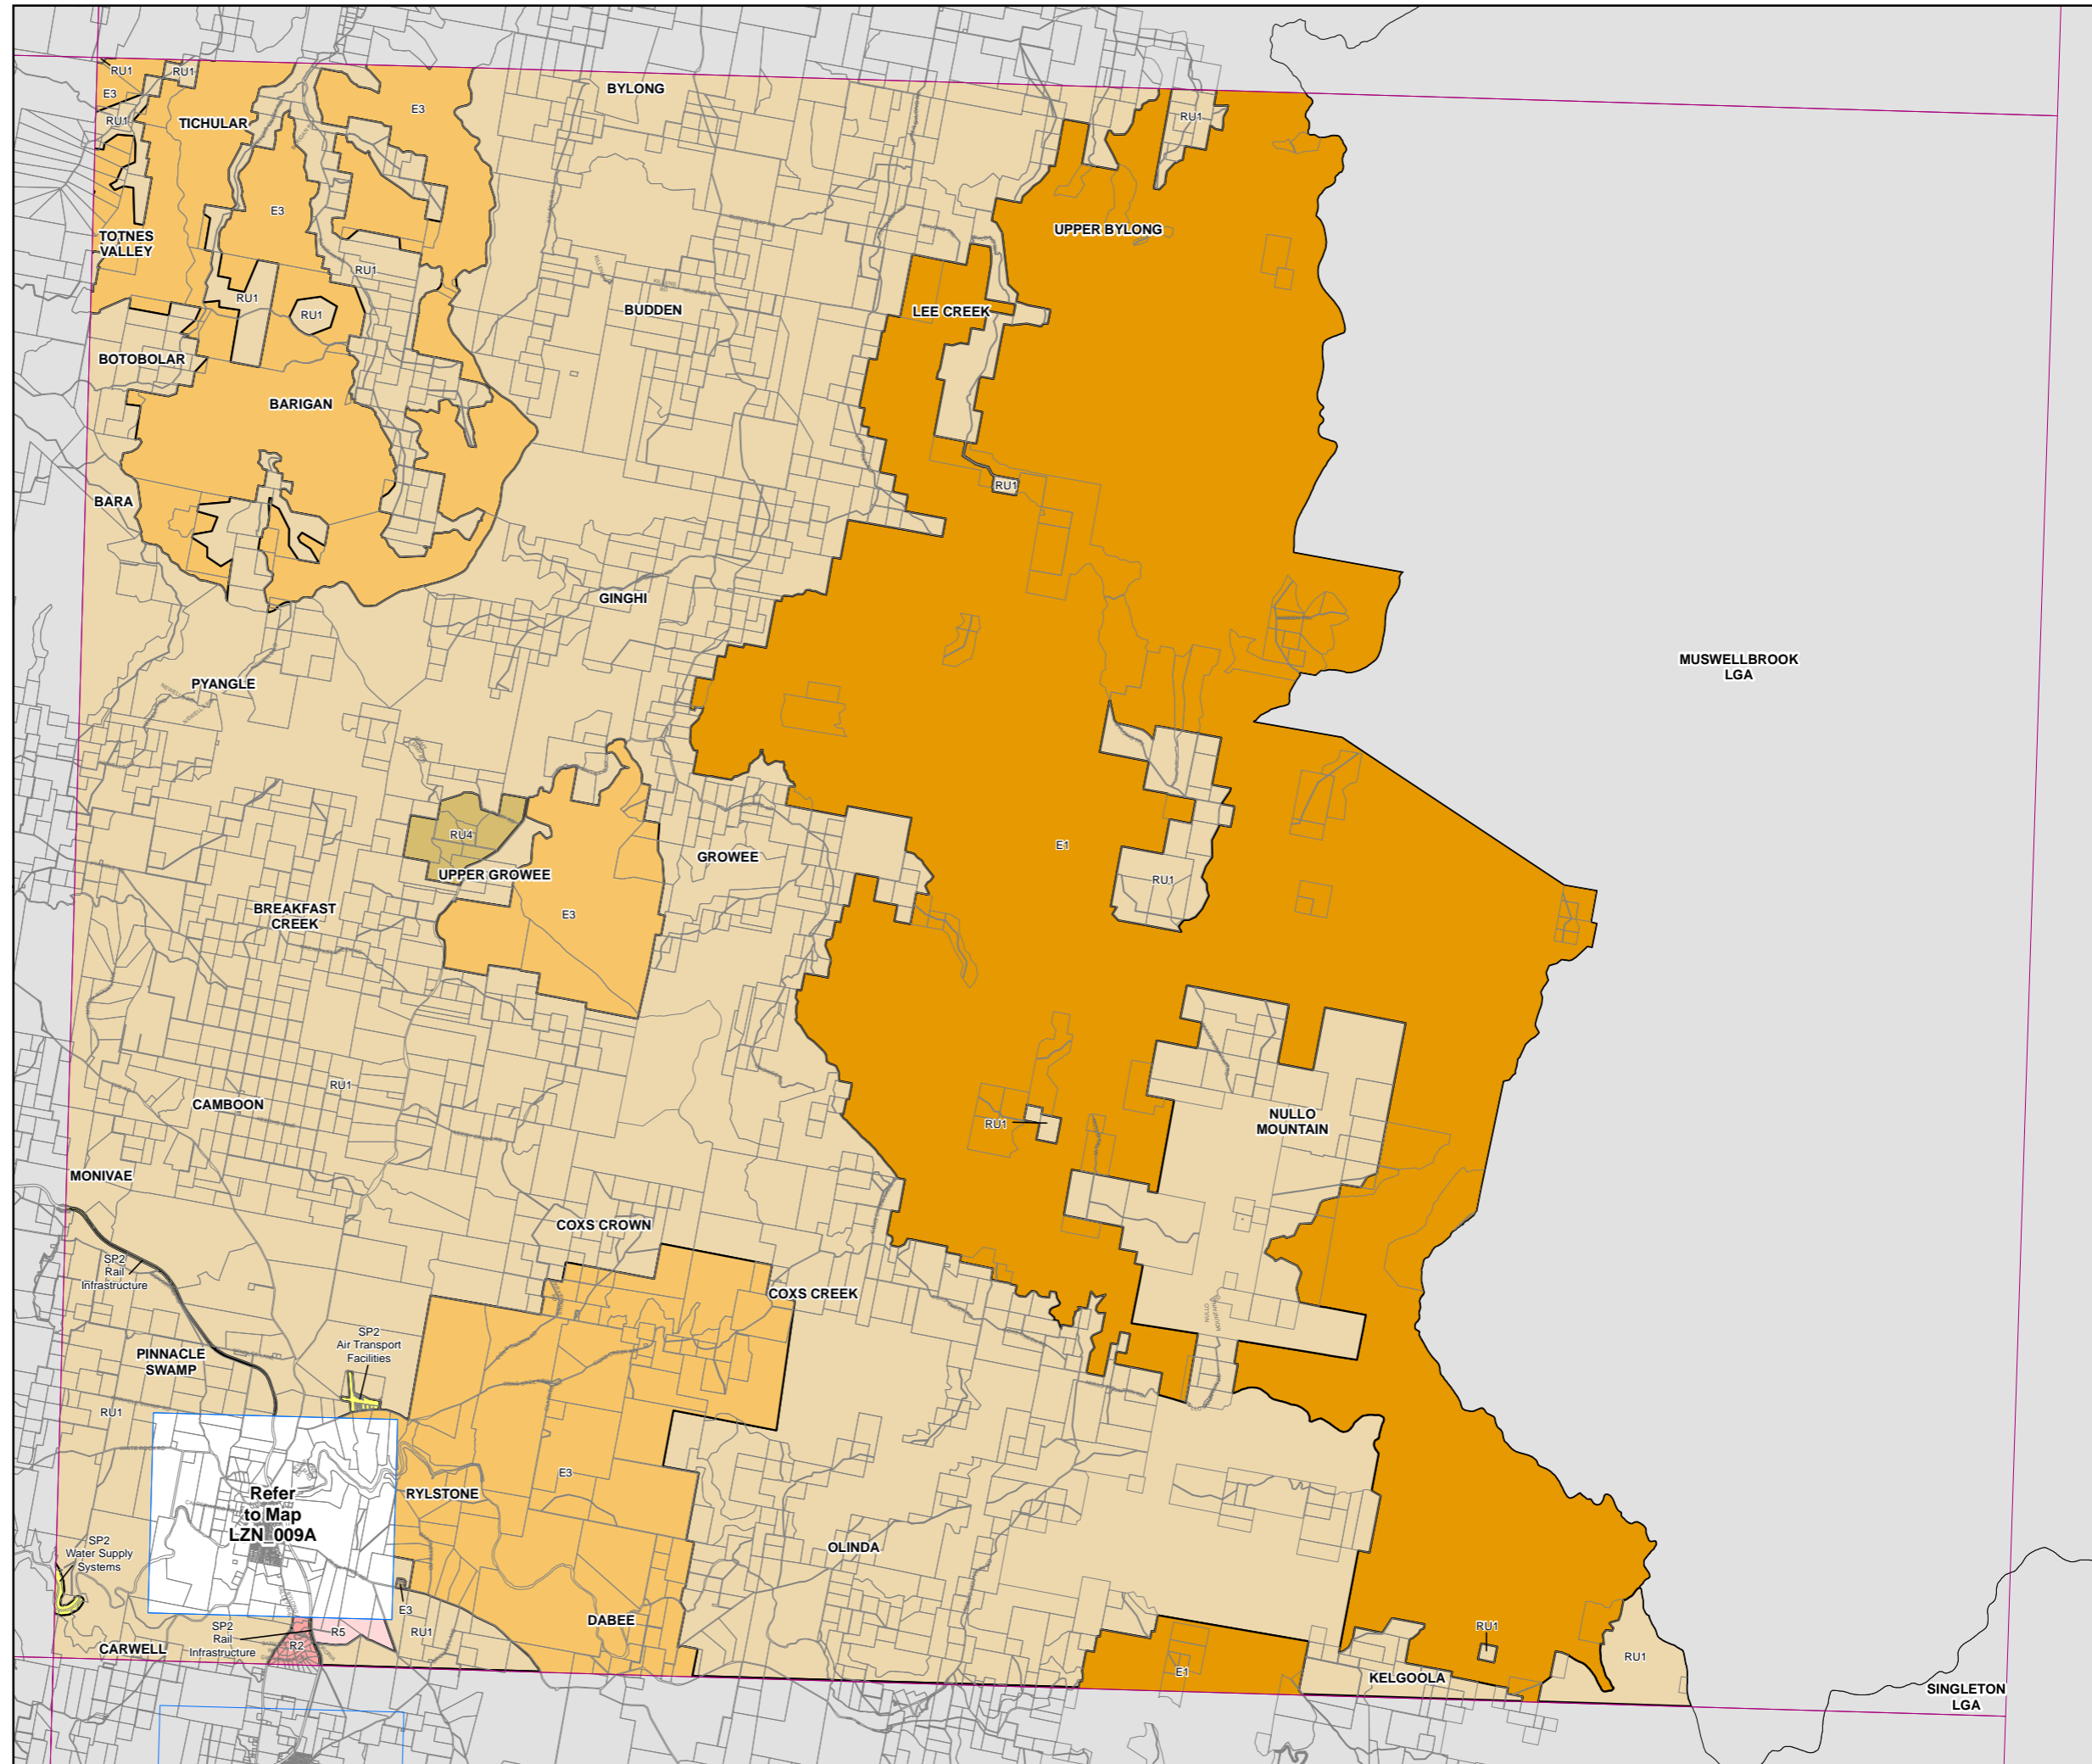 RU1
RU1
E3
RU1
TICHULAR
E3
BYLONG
RU1
E3
TOTNES
VALLEY
UPPER BYLONG
RU1
RU1
RU1
BUDDEN
LEE CREEK
BOTOBOLAR
BARIGAN
BARA
RU1
GINGHI
MUSWELLBROOK
LGA
PYANGLE
RU4
UPPER GROWEE
GROWEE
E1
RU1
BREAKFAST
CREEK
E3
RU1
CAMBOON
RU1
NULLO
MOUNTAIN
MONIVAE
COXS CROWN
SP2
Rail
Infrastructure
COXS CREEK
SP2
Air Transport
Facilities
PINNACLE
SWAMP
RU1
E3
RYLSTONE
Refer
to Map
LZN_009A
SP2
Water Supply
Systems
OLINDA
E3
DABEE
SP2
Rail
Infrastructure
R5
RU1
R2
CARWELL
RU1
RU1
E1
KELGOOLA
SINGLETON
LGA